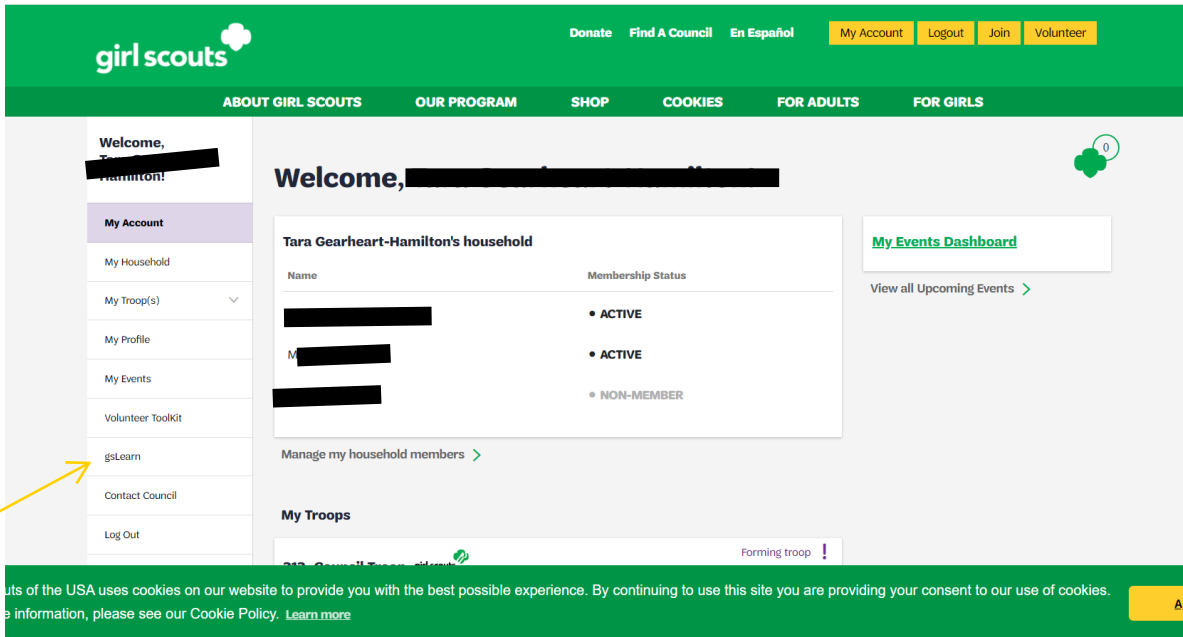 Donate Find A Council En Español My Account Logout Join Volunteer
girl scouts
ABOUT GIRL SCOUTS OUR PROGRAM SHOP COOKIES FOR ADULTS FOR GIRLS
Welcome,
My Account
My Household
My Troop(s)
My Profile
My Events
Volunteer ToolKit
gsLearn
Contact Council
Log Out
Welcome,
0
Tara Gearheart-Hamilton's household
Name Membership Status
• ACTIVE
M • ACTIVE
• NON-MEMBER
Manage my household members >
My Events Dashboard
View all Upcoming Events >
My Troops
Forming troop !
uts of the USA uses cookies on our website to provide you with the best possible experience. By continuing to use this site you are providing your consent to our use of cookies.
e information, please see our Cookie Policy. Learn more
A